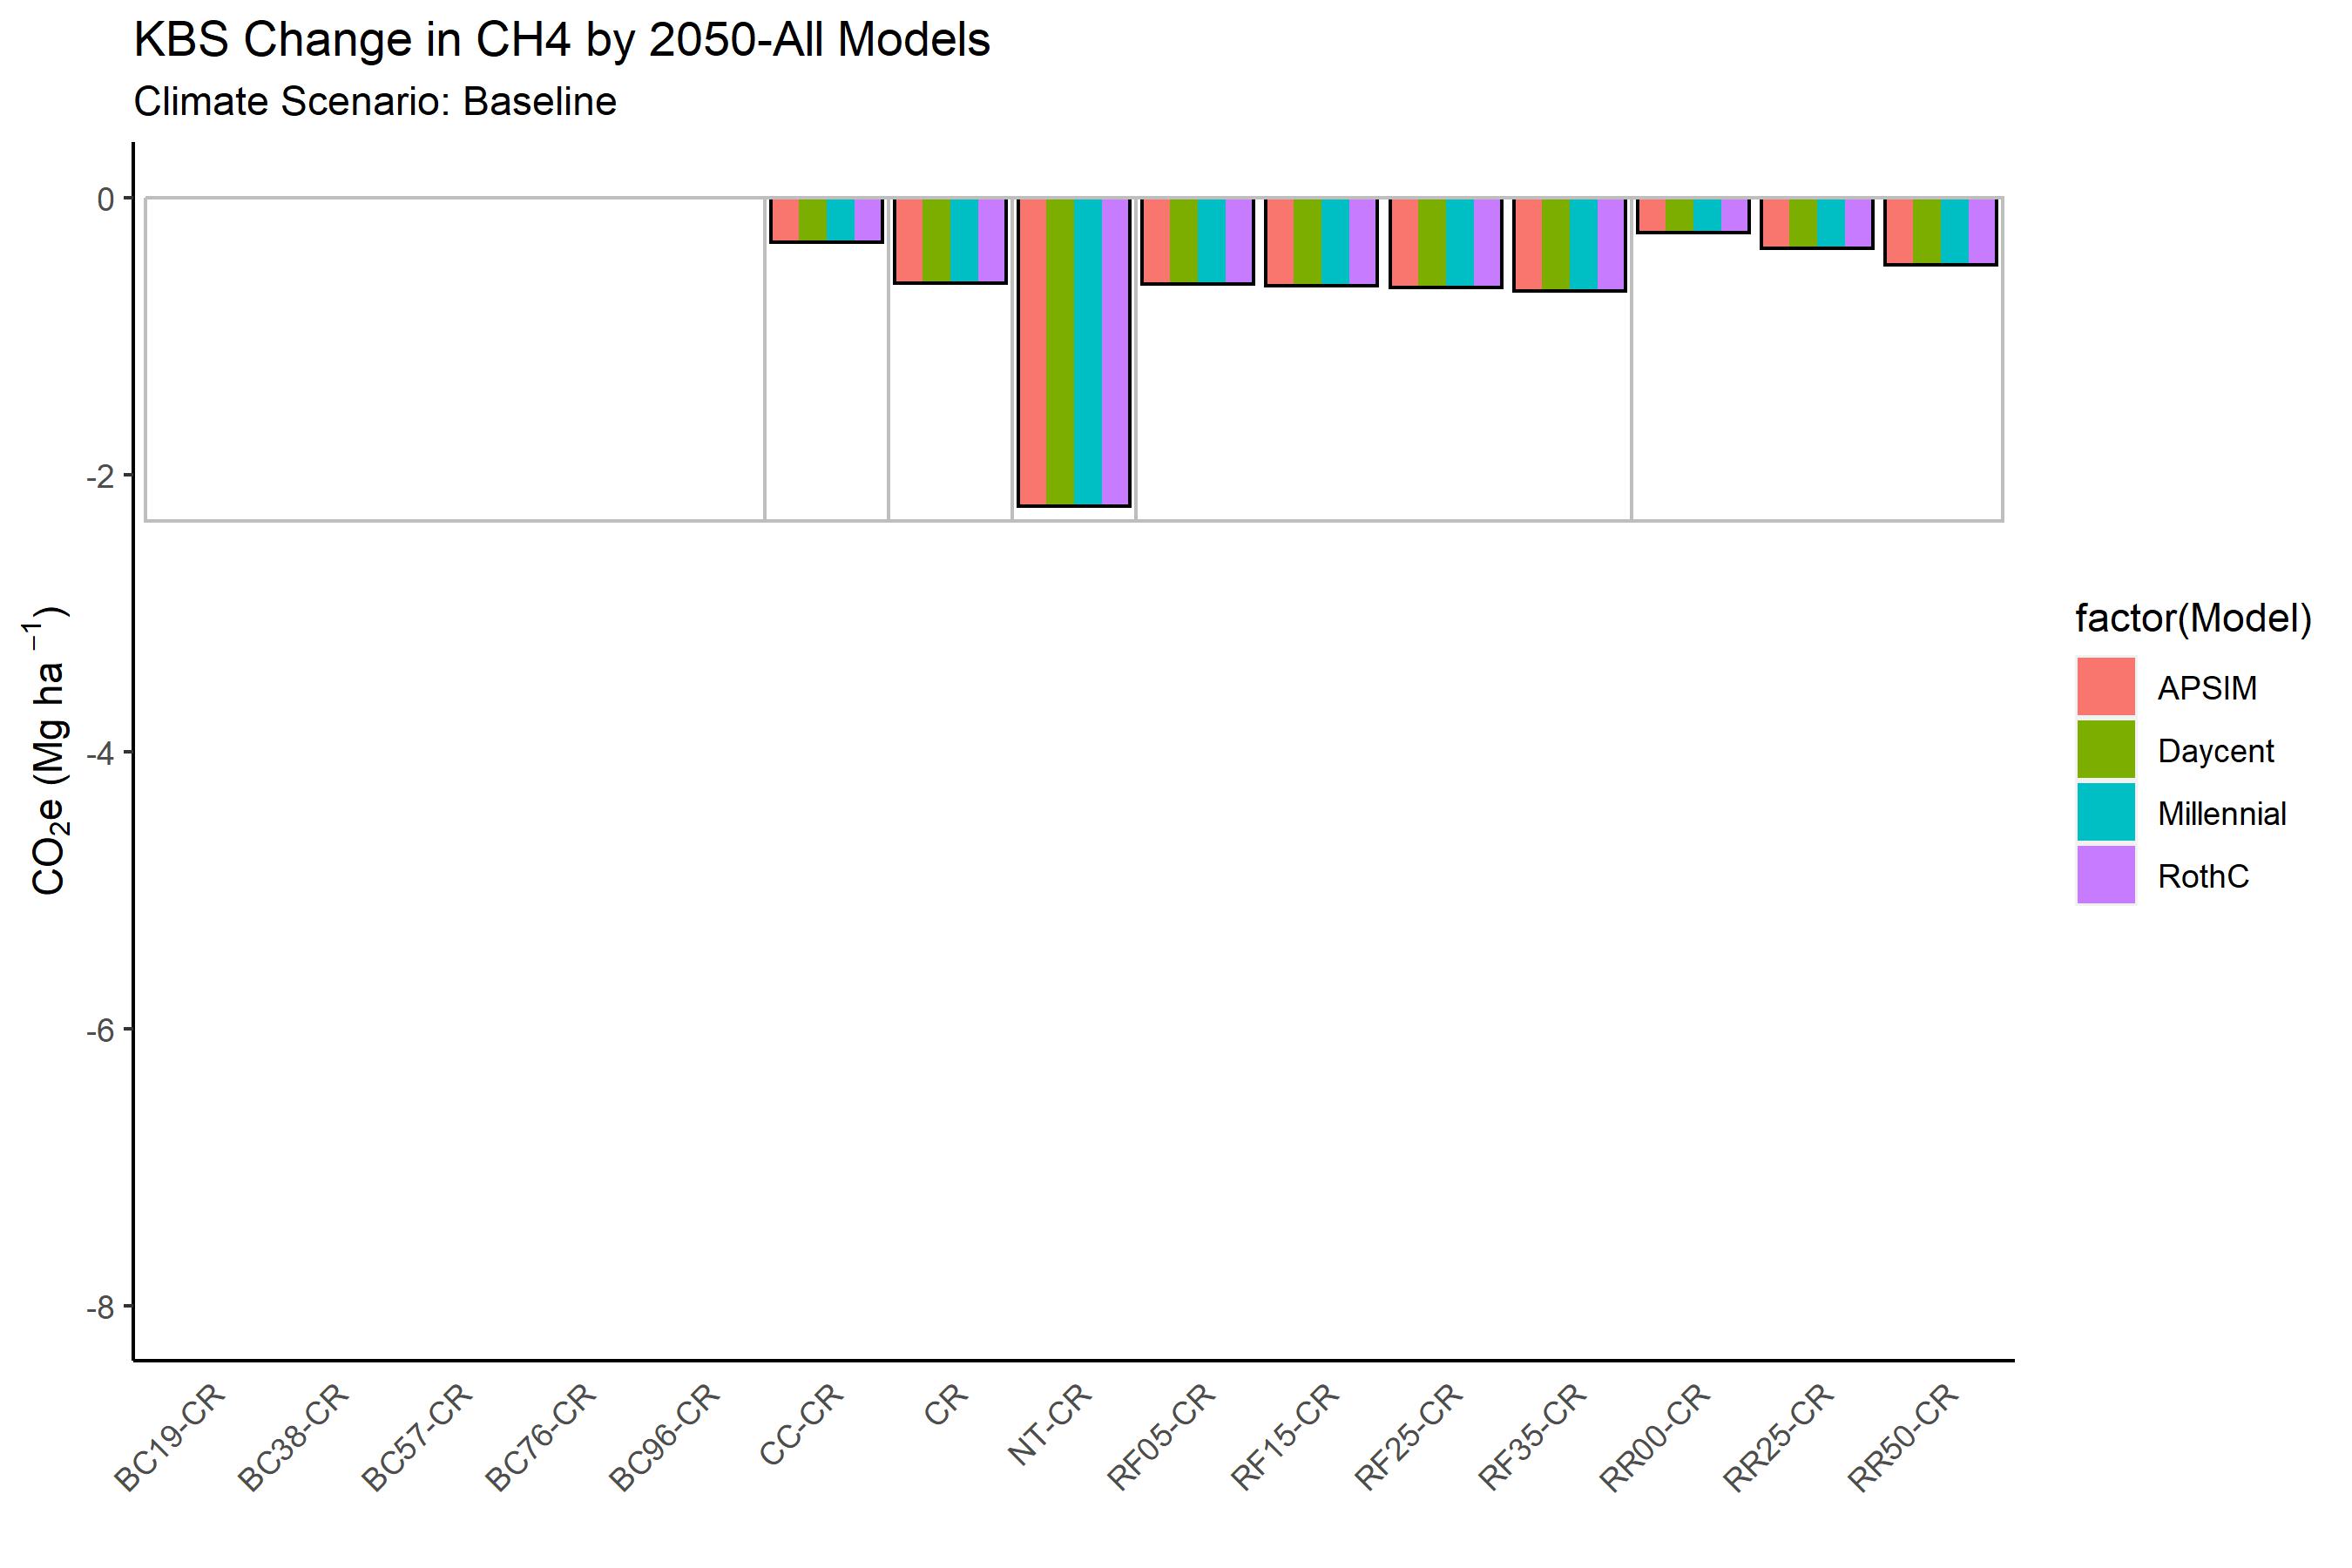 KBS Change in CH4 by 2050-All Models
Climate Scenario: Baseline
0
-2
-4
-6
-8
CO₂e (Mg ha ⁻¹)
BC19-CR
BC38-CR
BC57-CR
BC76-CR
BC96-CR
CC-CR
CR
NT-CR
RF05-CR
RF15-CR
RF25-CR
RF35-CR
RR00-CR
RR25-CR
RR50-CR
factor(Model)
APSIM
Daycent
Millennial
RothC